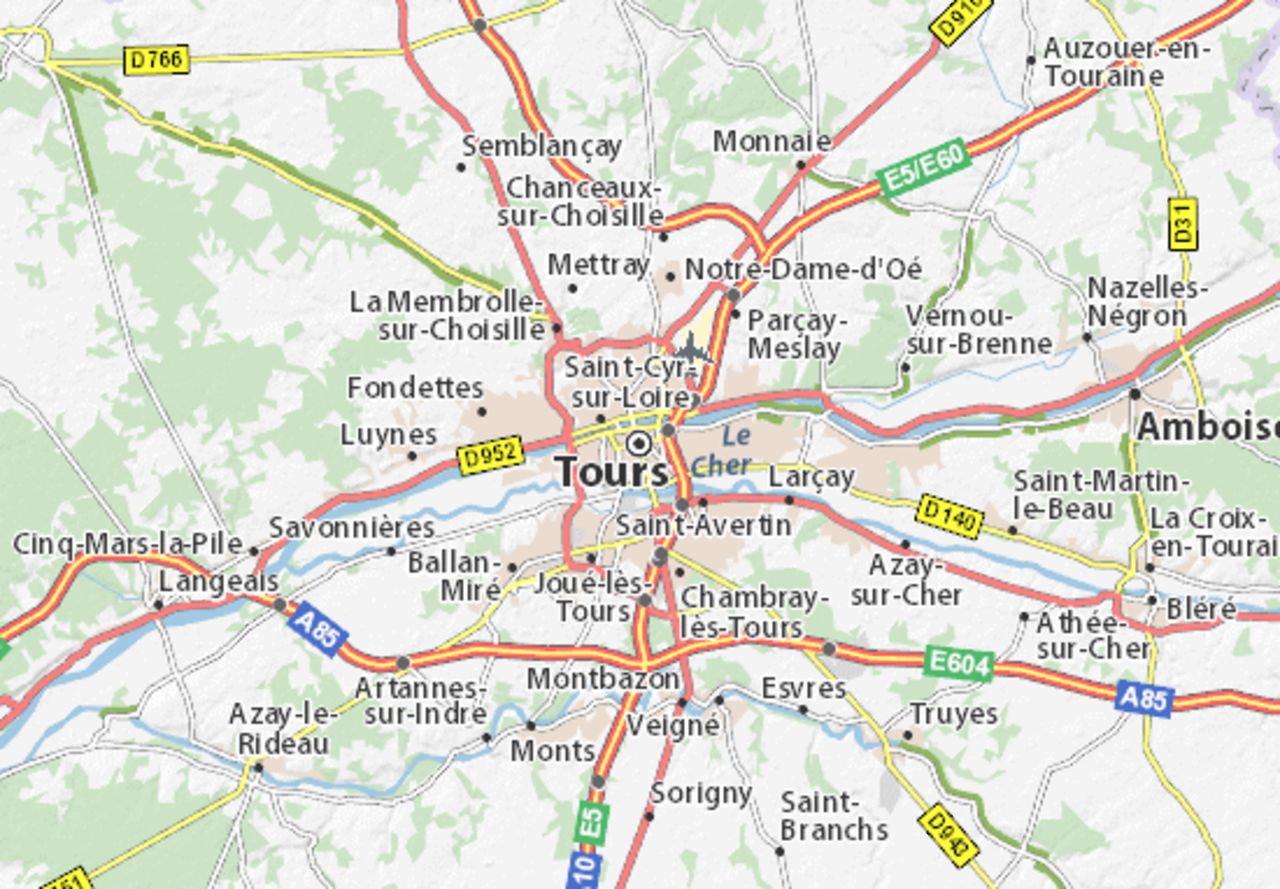 D766
D910
Auzouer-en-
Touraine
Semblançay
Monnaie
E5/E60
Chanceaux-
sur-Choisille
D31
Mettray
Notre-Dame-d'Oé
La Membrolle-
sur-Choisille
Nazelles-
Négron
Parçay-
Meslay
Vernou-
sur-Brenne
Saint-Cyr-
sur-Loire
Fondettes
Luynes
D952
Le
Cher
Amboise
Tours
Larçay
Saint-Martin-
le-Beau
D140
Savonnières
Saint-Avertin
La Croix-
en-Tourai
Cinq-Mars-la-Pile
Langeais
Ballan-
Miré
Joué-lès-
Tours
Azay-
sur-Cher
Chambray-
lès-Tours
Bléré
Athée-
sur-Cher
A85
E604
A85
Montbazon
Artannes-
sur-Indre
Esvres
Azay-le-
Rideau
Veigné
Truyes
Monts
Sorigny
Saint-
Branchs
E5
D943
10